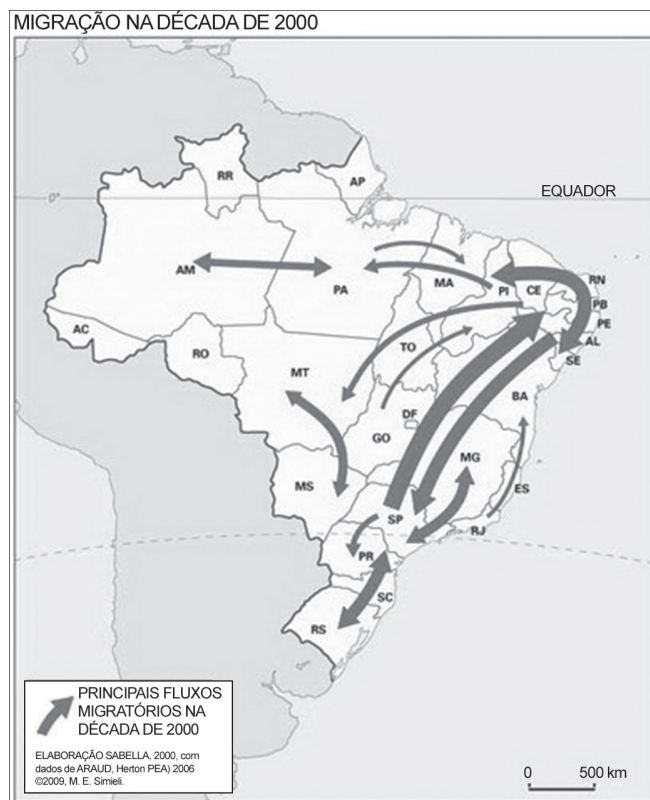 MIGRAÇÃO NA DÉCADA DE 2000
RR
AP
0°
EQUADOR
AM
PA
MA
PI
CE
RN
PB
PE
AL
SE
AC
RO
TO
MT
BA
DF
GO
MG
MS
ES
SP
RJ
PR
SC
RS
PRINCIPAIS FLUXOS
MIGRATÓRIOS NA
DÉCADA DE 2000
ELABORAÇÃO SABELLA, 2000, com
dados de ARAUD, Herton PEA) 2006
©2009, M. E. Simieli.
0 500 km